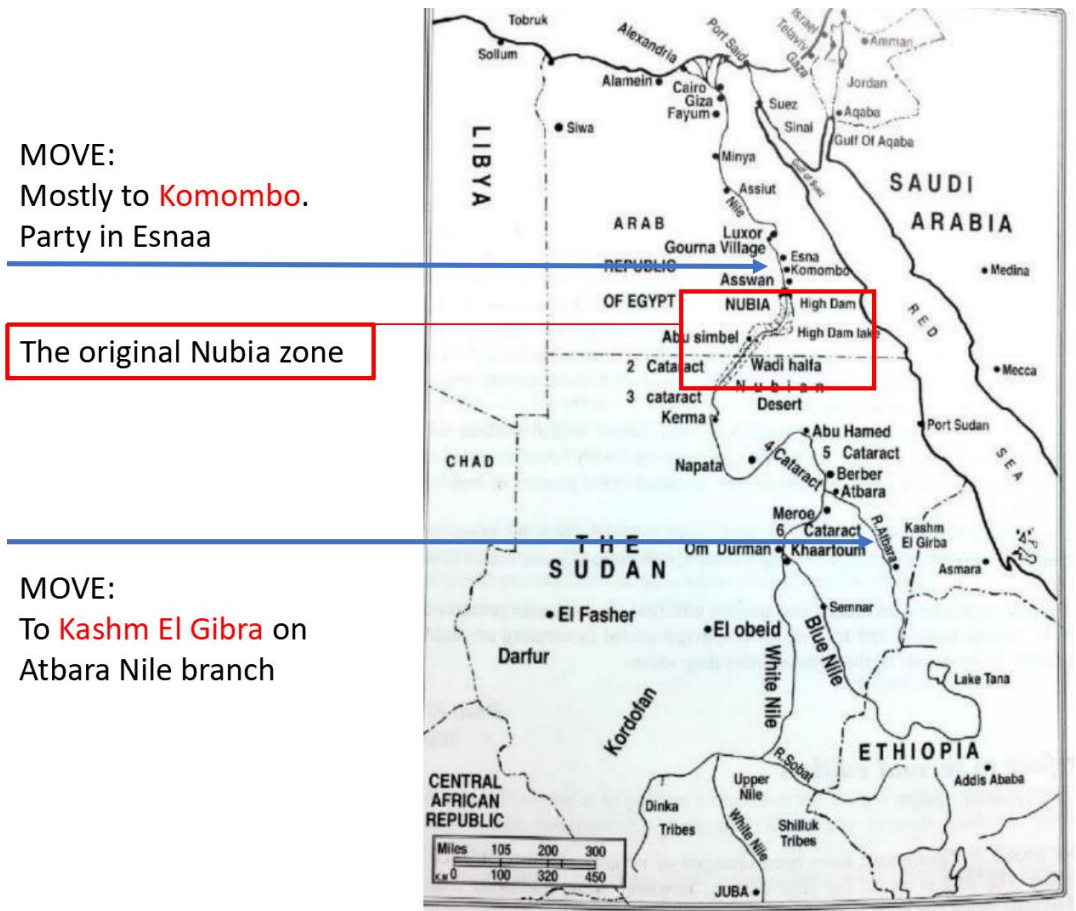 MOVE:
Mostly to Komombo.
Party in Esnaa
The original Nubia zone
MOVE:
To Kashm El Gibra on
Atbara Nile branch
Tobruk
Sollum
Alexandria
Port Said
Israel
Telaviv
Gaza
Amman
Jordan
Alamein
Cairo
Giza
Fayum
Suez
Sinai
Aqaba
Gulf Of Aqaba
Gulf of Suez
Siwa
LIBYA
Minya
Assiut
Nile
SAUDI
ARABIA
ARAB
REPUBLIC
OF EGYPT
Luxor
Gourna Village
Esna
Komombo
Asswan
Medina
NUBIA
High Dam
High Dam lake
Abu simbel
RED
SEA
2 Cataract
Wadi halfa
Mecca
Nubian
Desert
3 cataract
Kerma
Port Sudan
Abu Hamed
CHAD
Napata
4 Cataract
5 Cataract
Berber
Atbara
Meroe
6 Cataract
R.Atbara
Kashm
El Girba
THE
SUDAN
Om Durman
Khaartoum
Asmara
El Fasher
Semnar
El obeid
Darfur
White Nile
Blue Nile
Lake Tana
Kordofan
R.Sobat
ETHIOPIA
Addis Ababa
CENTRAL
AFRICAN
REPUBLIC
Upper
Nile
Dinka
Tribes
White Nile
Shilluk
Tribes
Miles 105 200 300
K.M 0 100 320 450
JUBA